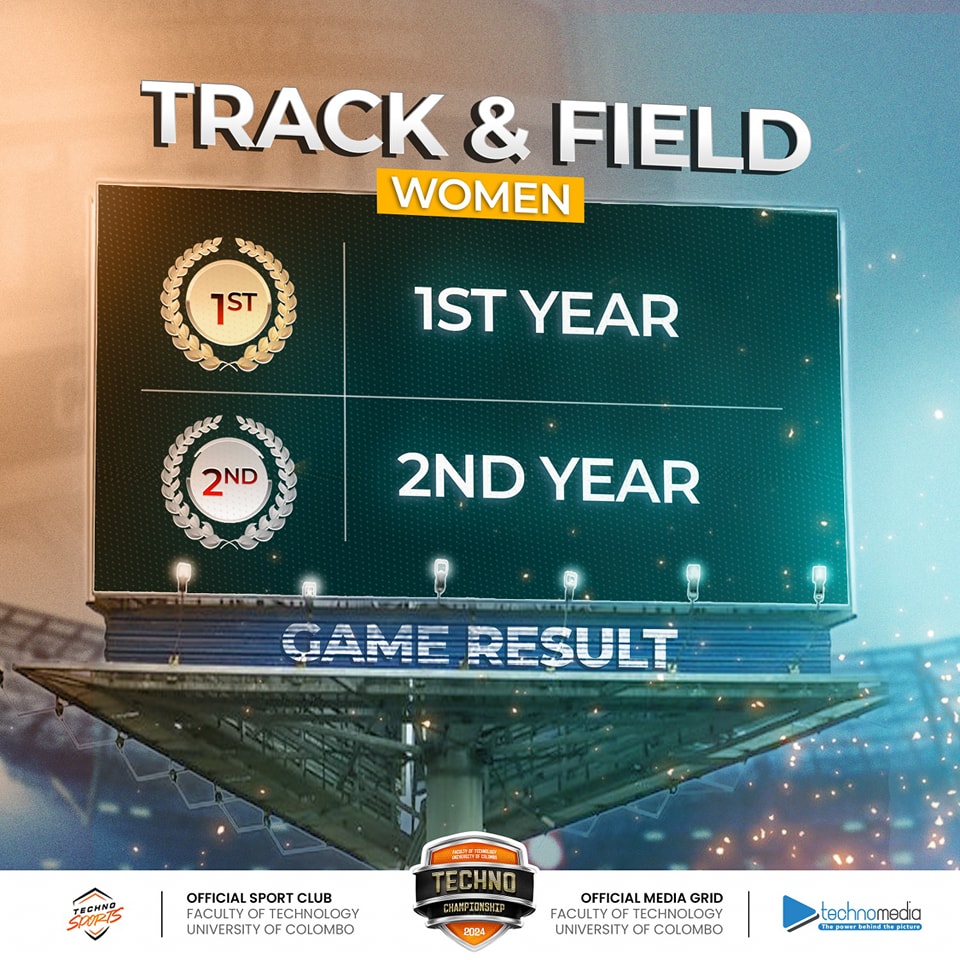 TRACK & FIELD
WOMEN
1ST
1ST YEAR
2ND
2ND YEAR
GAME RESULT
TECHNO
SPORTS
OFFICIAL SPORT CLUB
FACULTY OF TECHNOLOGY
UNIVERSITY OF COLOMBO
FACULTY OF TECHNOLOGY
UNIVERSITY OF COLOMBO
TECHNO
CHAMPIONSHIP
2024
OFFICIAL MEDIA GRID
FACULTY OF TECHNOLOGY
UNIVERSITY OF COLOMBO
technomedia
The power behind the picture